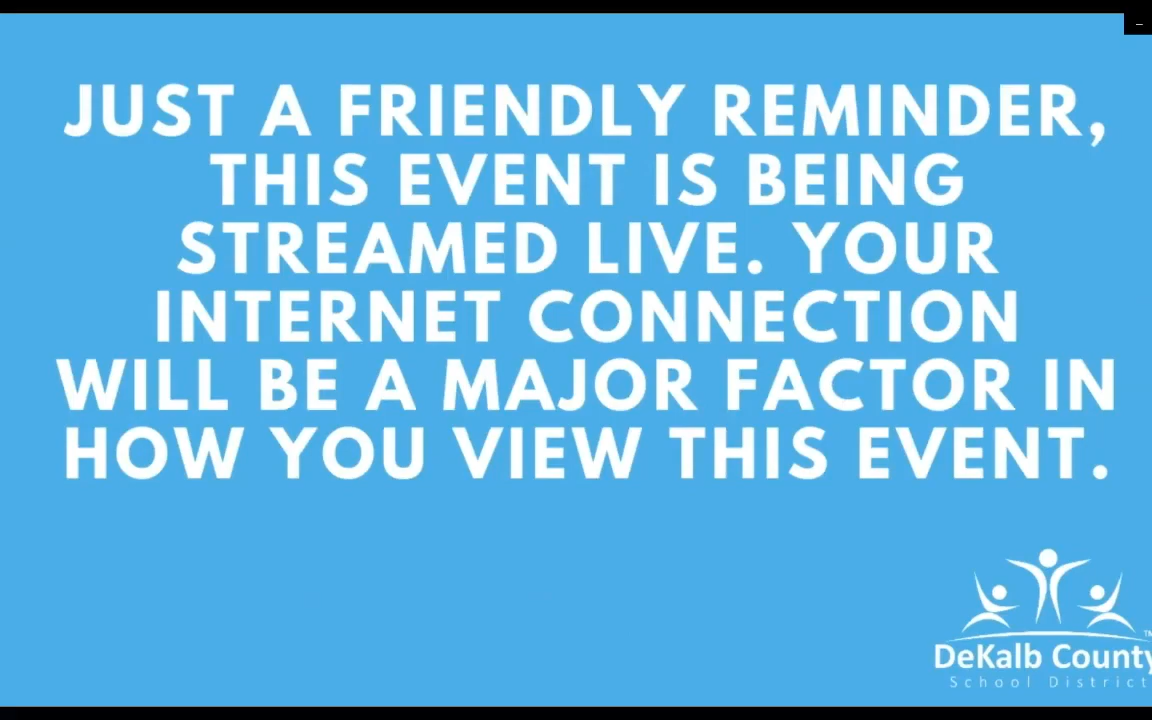 JUST A FRIENDLY REMINDER,
THIS EVENT IS BEING
STREAMED LIVE. YOUR
INTERNET CONNECTION
WILL BE A MAJOR FACTOR IN
HOW YOU VIEW THIS EVENT.
TM
DeKalb County
School District